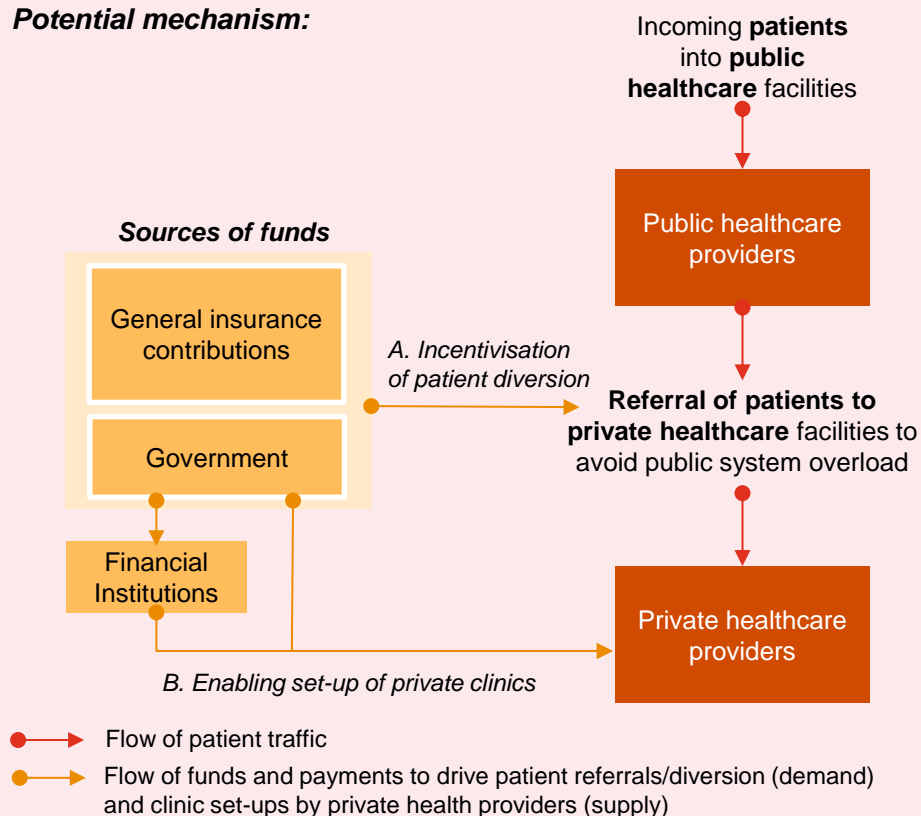 Potential mechanism:
Incoming patients
into public
healthcare facilities
Public healthcare
providers
Sources of funds
General insurance
contributions
Government
A. Incentivisation
of patient diversion
Referral of patients to
private healthcare facilities to
avoid public system overload
Financial
Institutions
Private healthcare
providers
B. Enabling set-up of private clinics
Flow of patient traffic
Flow of funds and payments to drive patient referrals/diversion (demand)
and clinic set-ups by private health providers (supply)